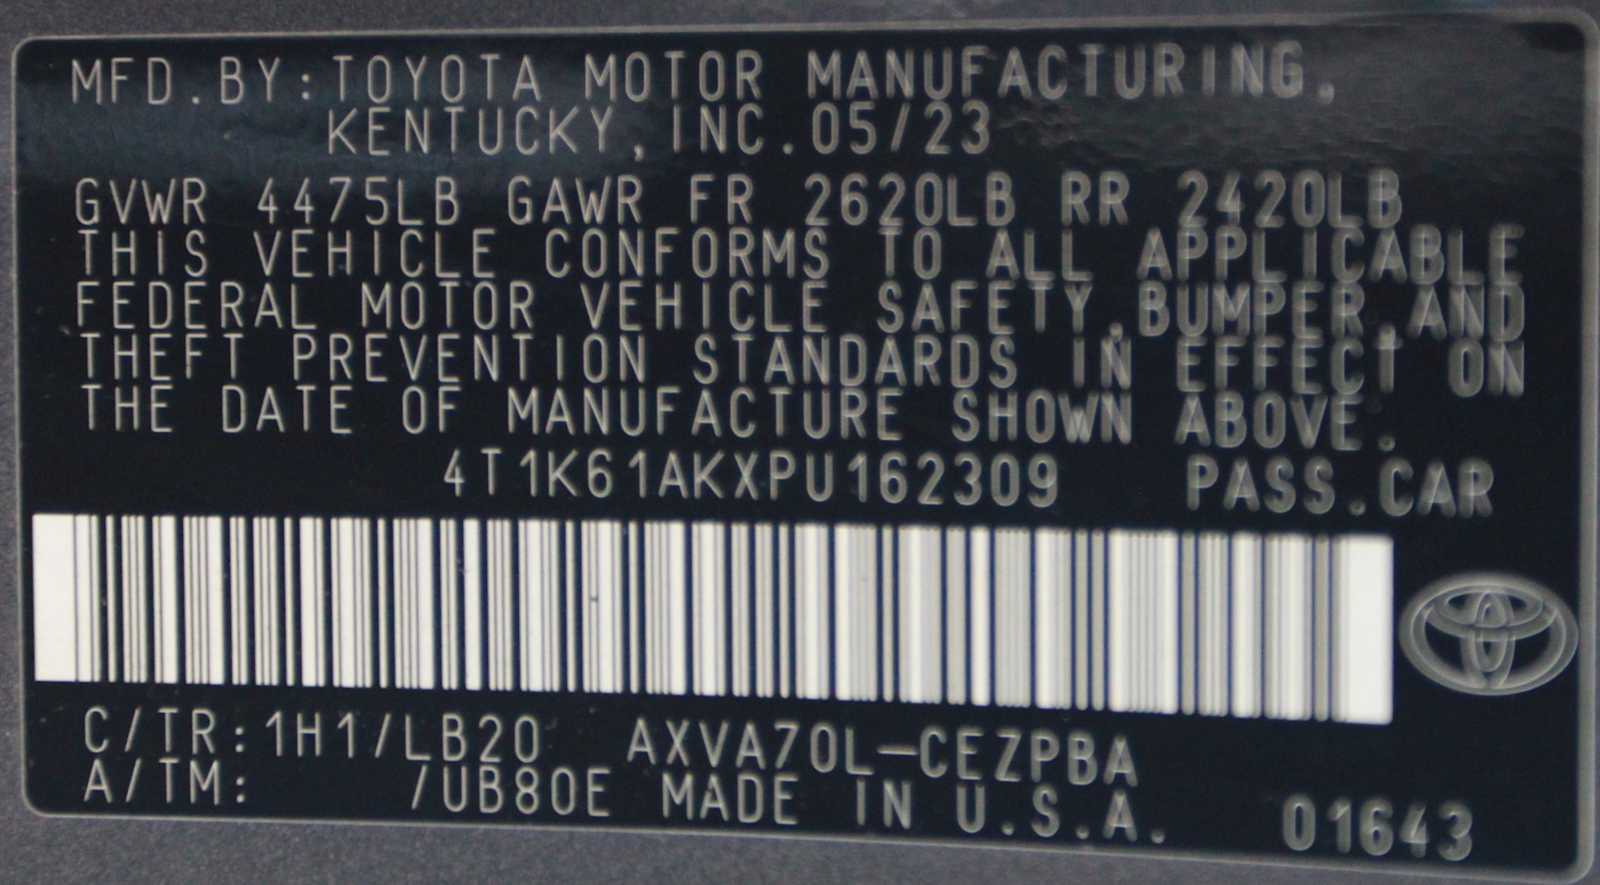 MFD.BY:TOYOTA MOTOR MANUFACTURING,
KENTUCKY,INC.05/23
GVWR 4475LB GAWR FR 2620LB RR 2420LB
THIS VEHICLE CONFORMS TO ALL APPLICABLE
FEDERAL MOTOR VEHICLE SAFETY,BUMPER,AND
THEFT PREVENTION STANDARDS IN EFFECT ON
THE DATE OF MANUFACTURE SHOWN ABOVE.
4T1K61AKXPU162309 PASS.CAR
C/TR:1H1/LB20 AXVA70L-CEZPBA
A/TM: /UB80E MADE IN U.S.A. 01643